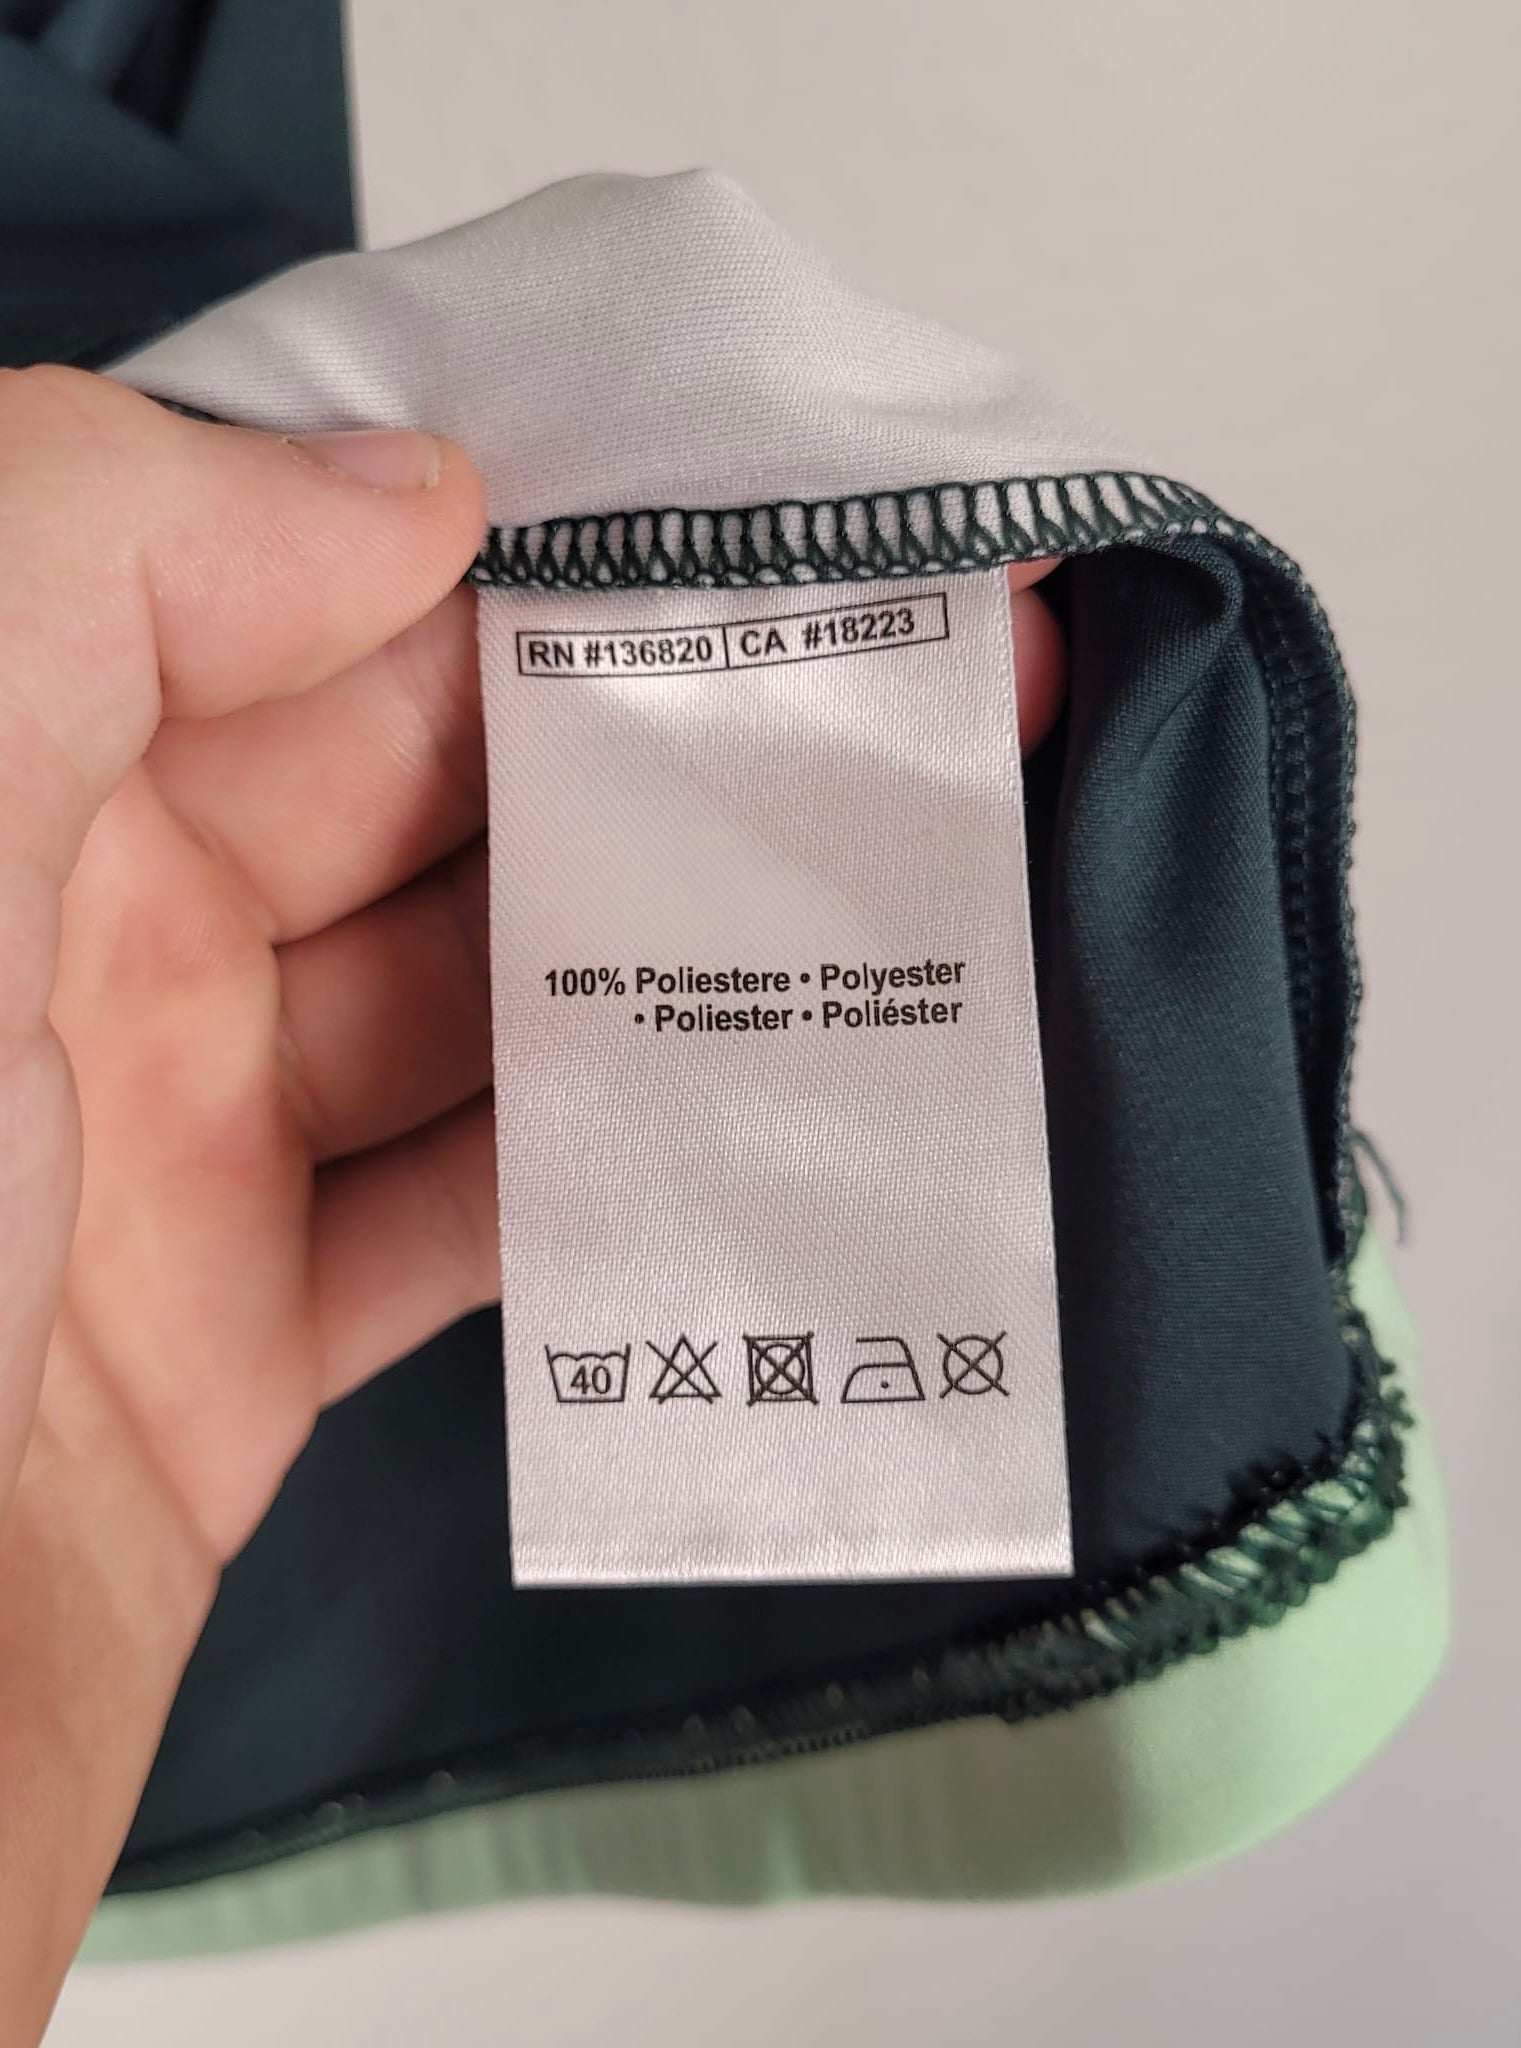 RN #136820 CA #18223
100% Poliestere • Polyester
• Poliester • Poliéster
40